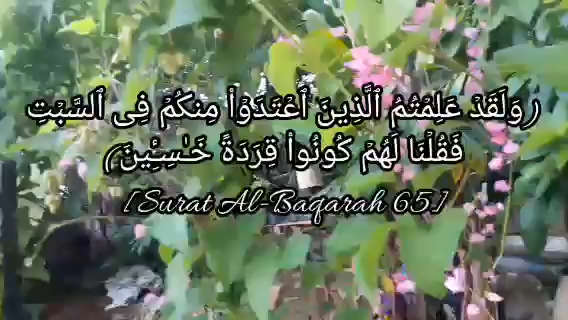 (وَلَقَدۡ عَلِمۡتُمُ ٱلَّذِينَ ٱعۡتَدَوۡاْ مِنكُمۡ فِي ٱلسَّبۡتِ
فَقُلۡنَا لَهُمۡ كُونُواْ قِرَدَةً خَٰسِـِٔينَ)
[Surat Al-Baqarah 65]